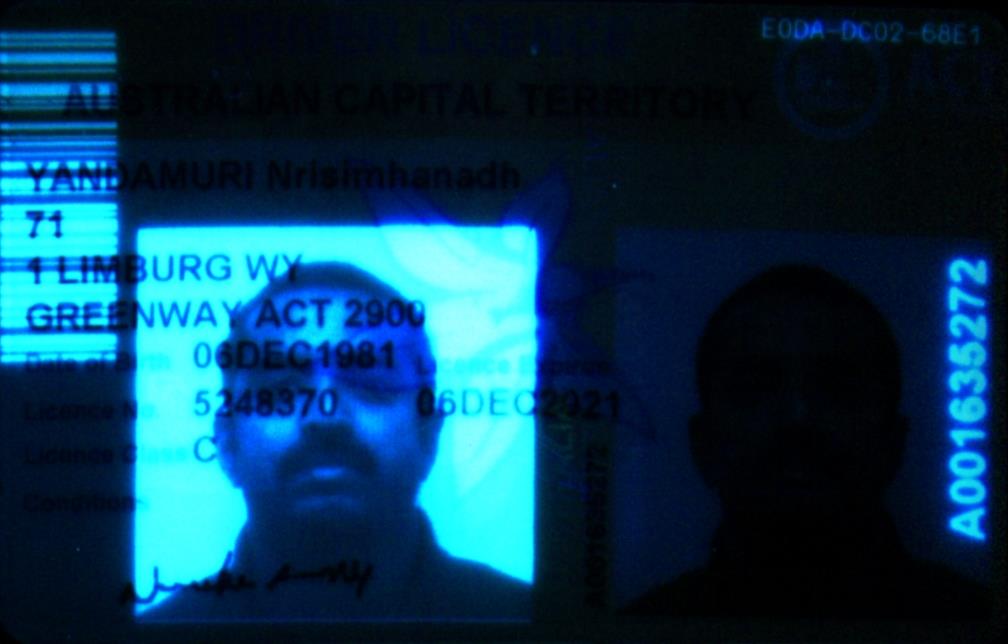 DRIVER LICENCE
E0DA-DC02-68E1
AUSTRALIAN CAPITAL TERRITORY
ACT
YANDAMURI Nrisimhanadh
71
1 LIMBURG WY
GREENWAY ACT 2900
Date of Birth 06DEC1981 Licence Expires
Licence No. 5248370 06DEC2021
Licence Class C
Conditions
A001635272
A001635272